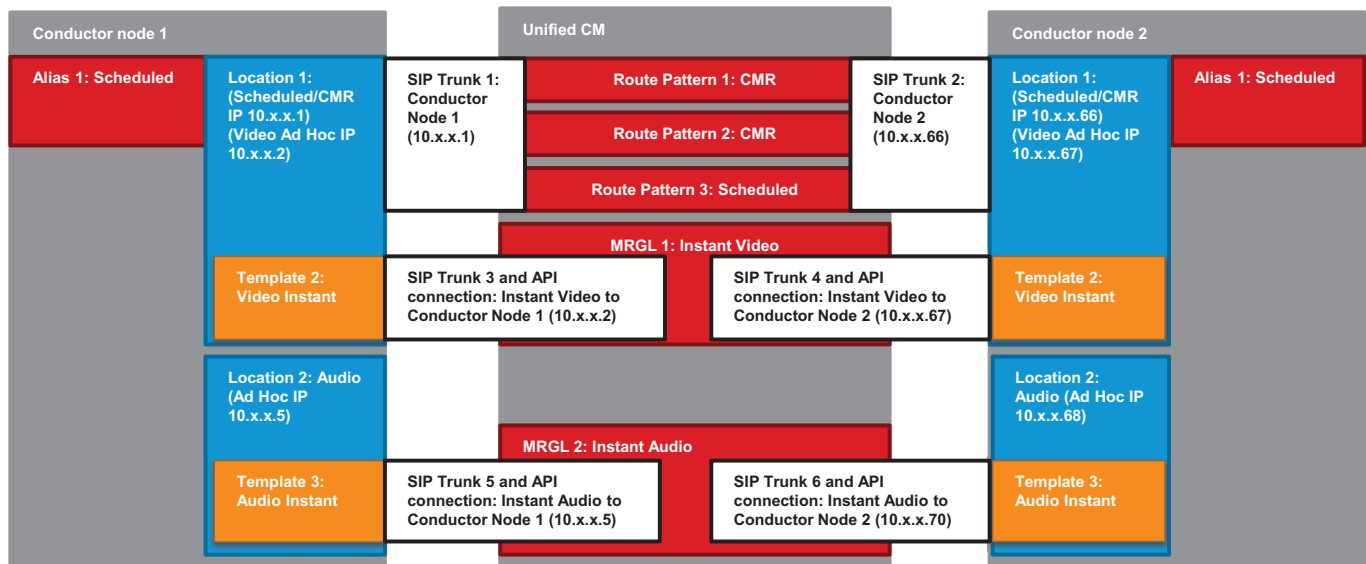 Conductor node 1
Unified CM
Conductor node 2
Alias 1: Scheduled
Location 1:
(Scheduled/CMR
IP 10.x.x.1)
(Video Ad Hoc IP
10.x.x.2)
SIP Trunk 1:
Conductor
Node 1
(10.x.x.1)
Route Pattern 1: CMR
Route Pattern 2: CMR
Route Pattern 3: Scheduled
SIP Trunk 2:
Conductor
Node 2
(10.x.x.66)
Location 1:
(Scheduled/CMR
IP 10.x.x.66)
(Video Ad Hoc IP
10.x.x.67)
Alias 1: Scheduled
MRGL 1: Instant Video
Template 2:
Video Instant
SIP Trunk 3 and API
connection: Instant Video to
Conductor Node 1 (10.x.x.2)
SIP Trunk 4 and API
connection: Instant Video to
Conductor Node 2 (10.x.x.67)
Template 2:
Video Instant
Location 2: Audio
(Ad Hoc IP
10.x.x.5)
Location 2:
Audio (Ad Hoc IP
10.x.x.68)
MRGL 2: Instant Audio
Template 3:
Audio Instant
SIP Trunk 5 and API
connection: Instant Audio to
Conductor Node 1 (10.x.x.5)
SIP Trunk 6 and API
connection: Instant Audio to
Conductor Node 2 (10.x.x.70)
Template 3:
Audio Instant